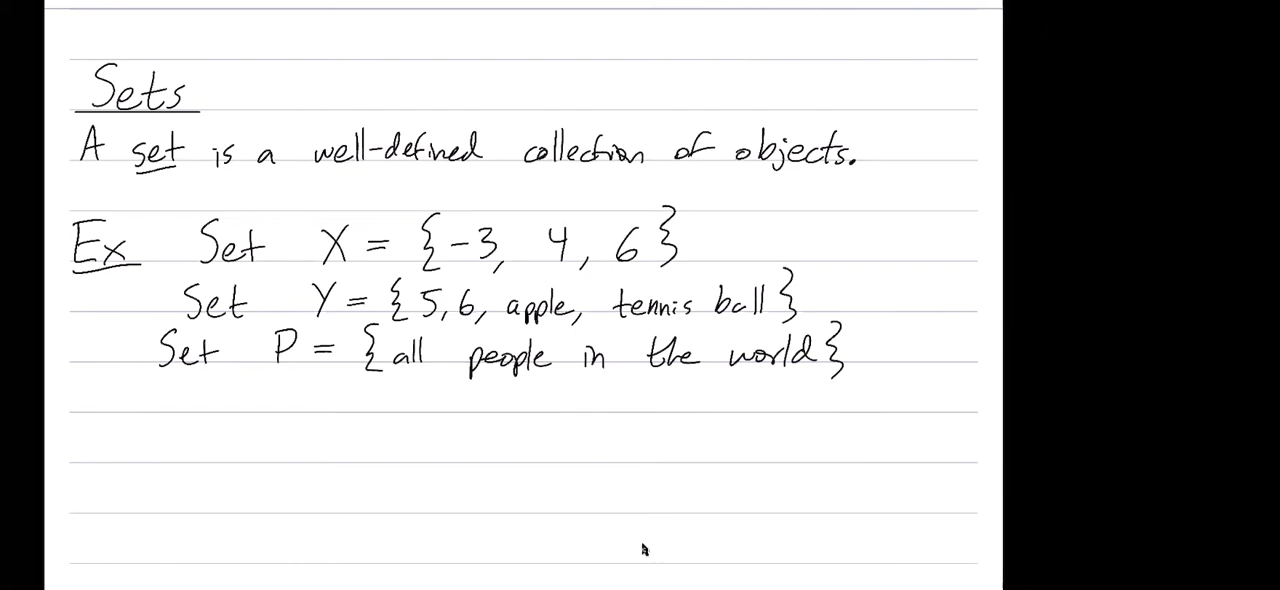 Sets
A set is a well-defined collection of objects.
Ex Set X = {-3, 4, 6}
Set Y = {5, 6, apple, tennis ball}
Set P = {all people in the world}